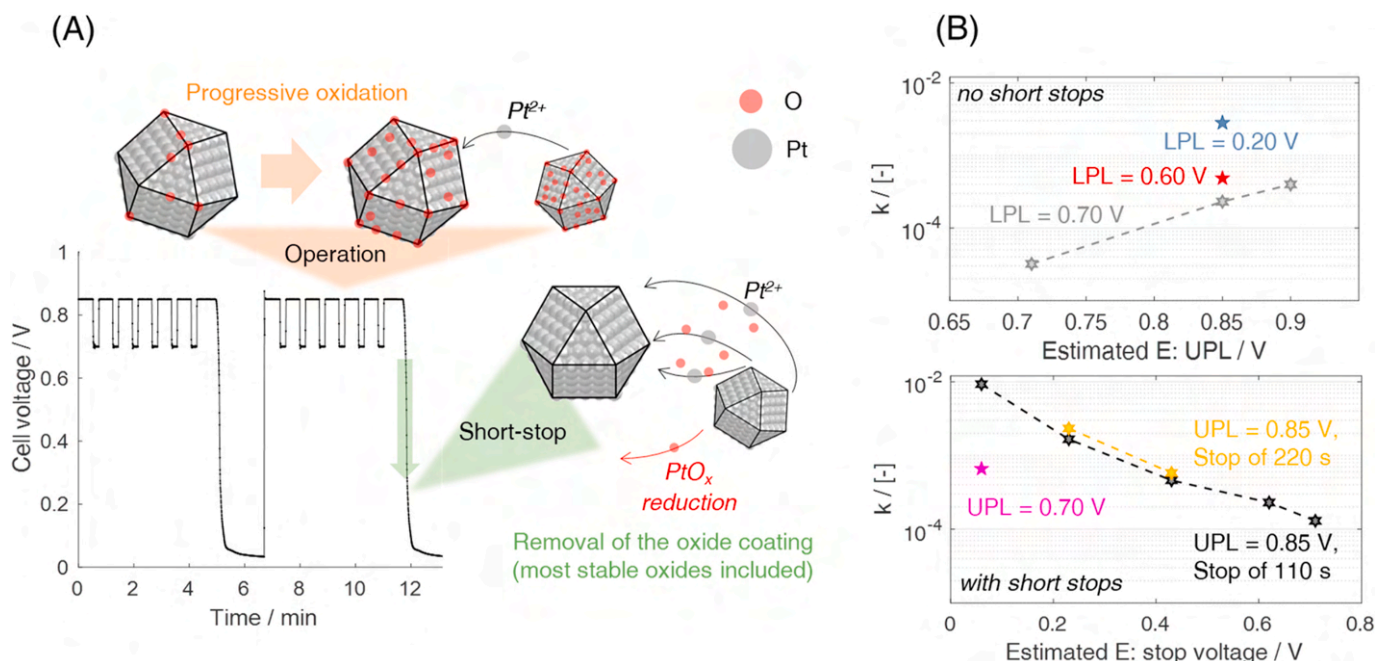 (A)
Progressive oxidation
Pt²⁺
O
Pt
Operation
1
0.8
0.6
0.4
0.2
0
Cell voltage / V
0 2 4 6 8 10 12
Time / min
Pt²⁺
Short-stop
PtOₓ
reduction
Removal of the oxide coating
(most stable oxides included)
(B)
no short stops
10⁻²
10⁻⁴
k / [-]
LPL = 0.20 V
LPL = 0.60 V
LPL = 0.70 V
0.65 0.7 0.75 0.8 0.85 0.9
Estimated E: UPL / V
10⁻²
10⁻⁴
k / [-]
UPL = 0.85 V,
Stop of 220 s
UPL = 0.70 V
UPL = 0.85 V,
Stop of 110 s
with short stops
0 0.2 0.4 0.6 0.8
Estimated E: stop voltage / V